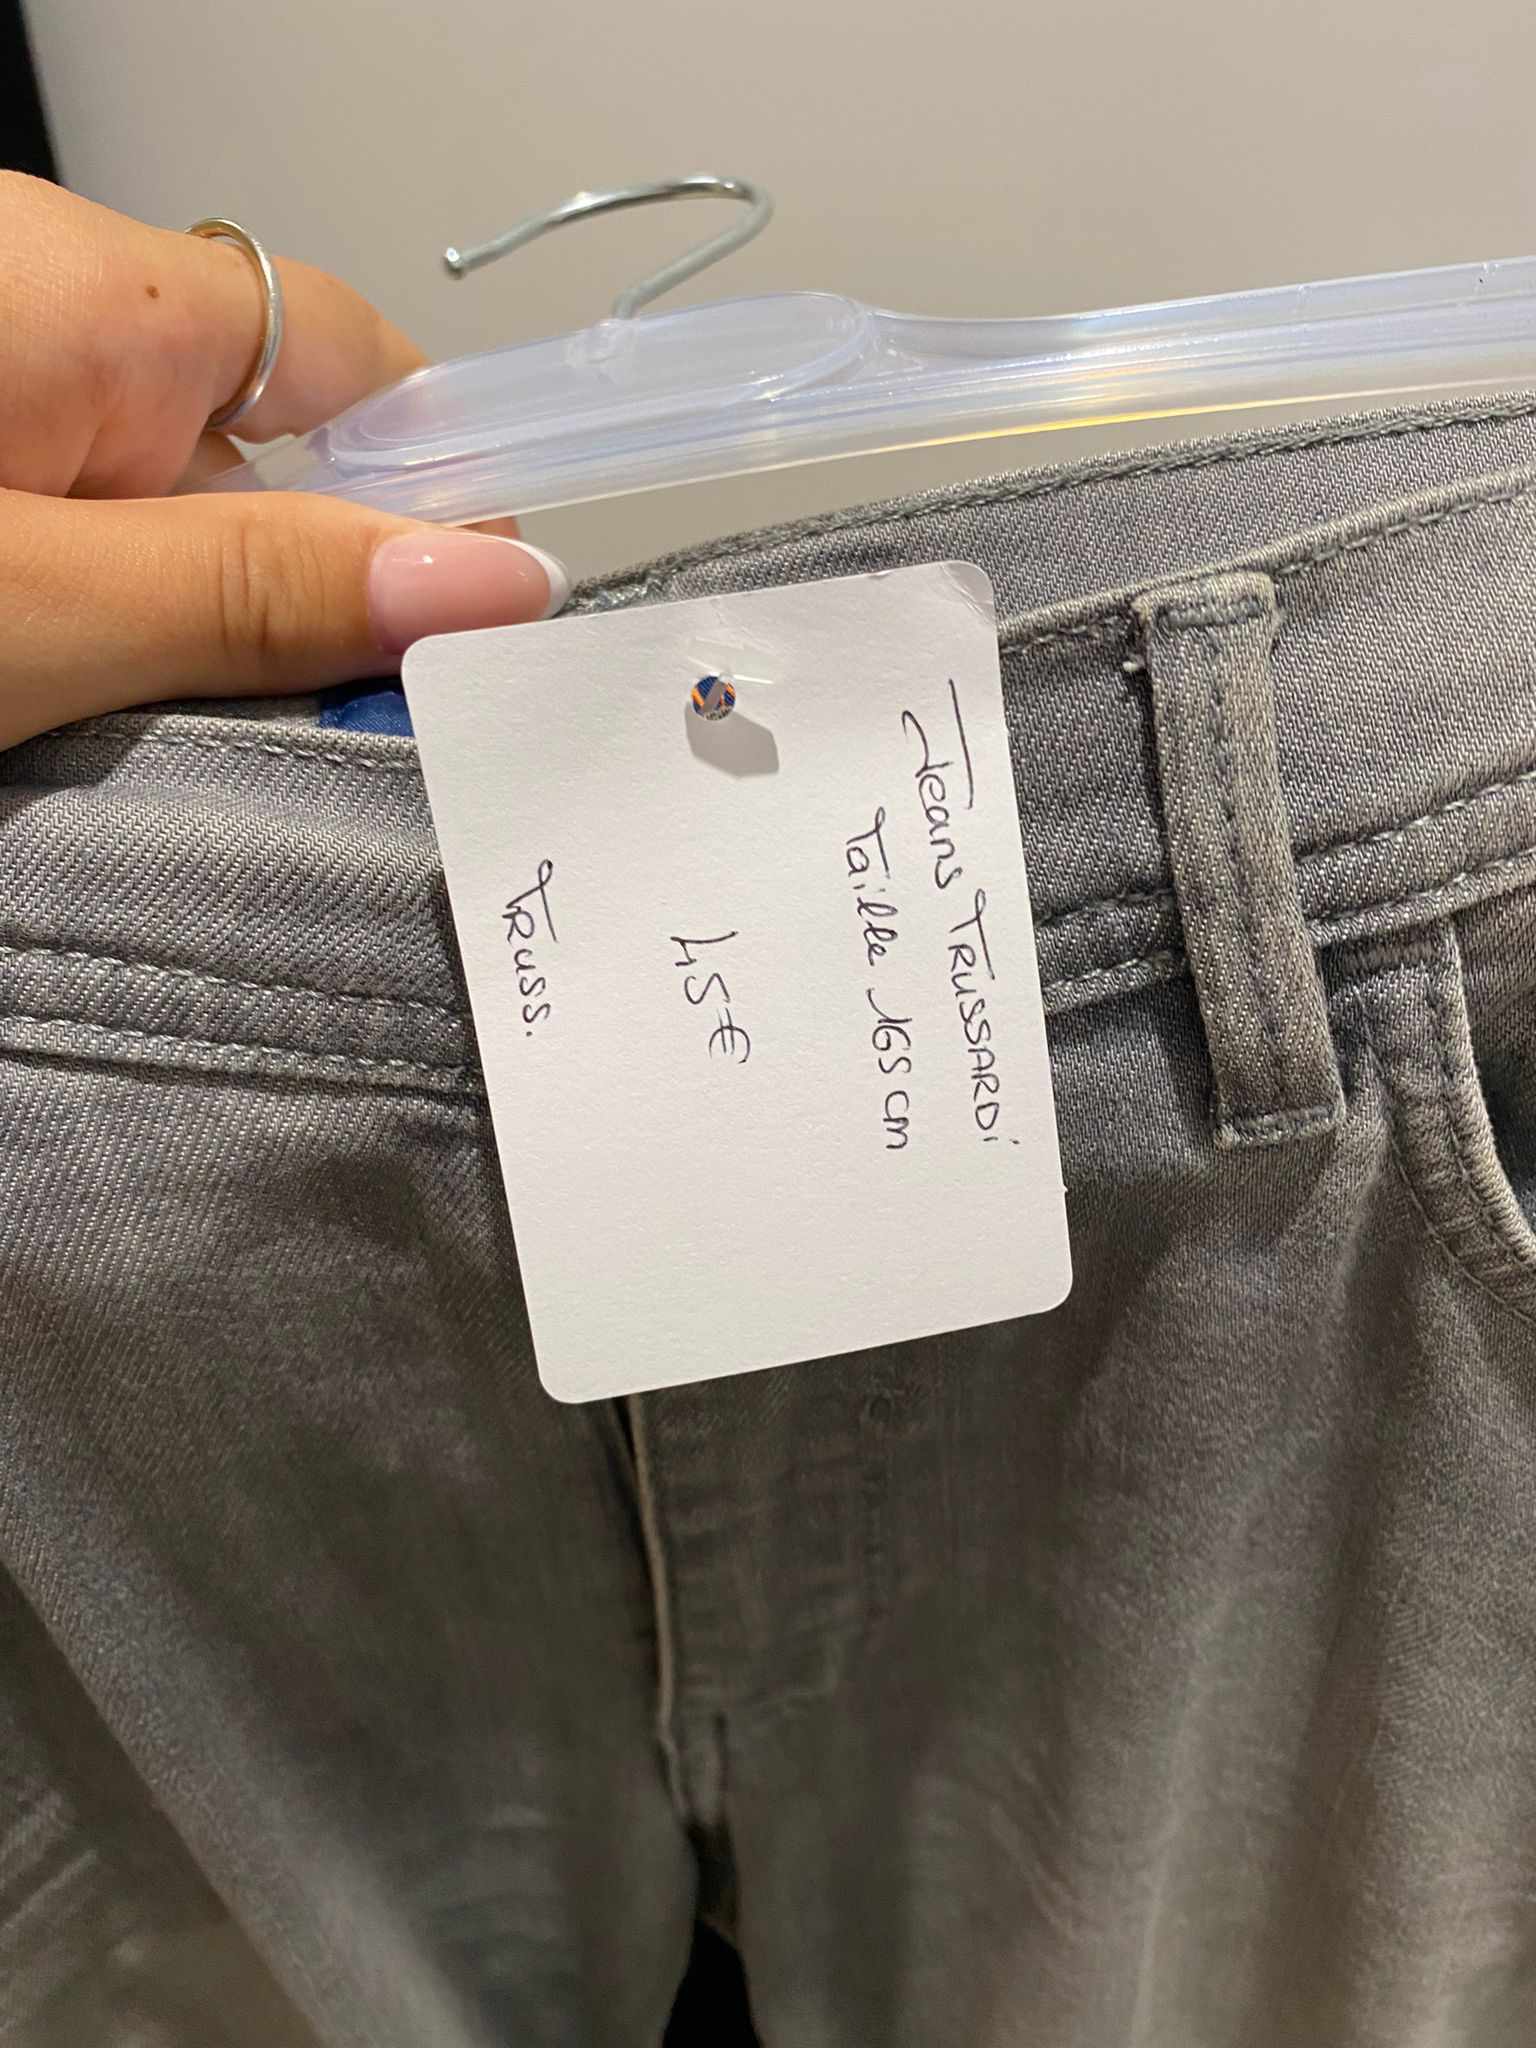 Jeans TRUSSARDi
Taille 165 cm
45€
TRUSS.